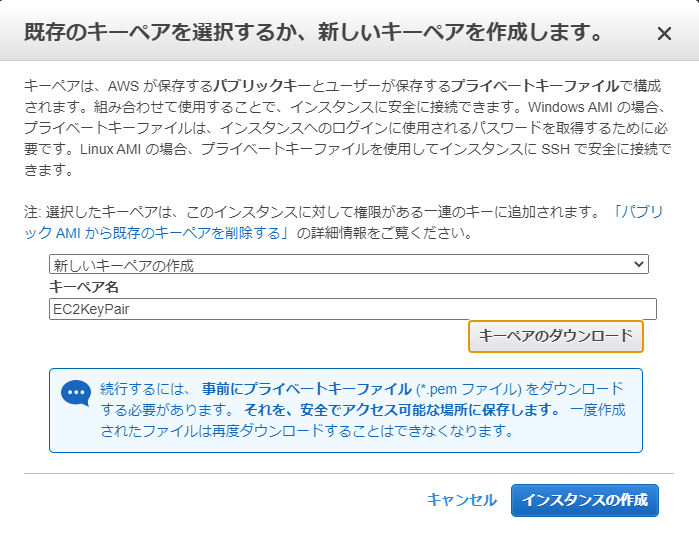 既存のキーペアを選択するか、新しいキーペアを作成します。
キーペアは、AWS が保存するパブリックキーとユーザーが保存するプライベートキーファイルで構成
されます。組み合わせて使用することで、インスタンスに安全に接続できます。Windows AMI の場合、
プライベートキーファイルは、インスタンスへのログインに使用されるパスワードを取得するために必
要です。Linux AMI の場合、プライベートキーファイルを使用してインスタンスに SSH で安全に接続で
きます。
注: 選択したキーペアは、このインスタンスに対して権限がある一連のキーに追加されます。「パブリ
ック AMI から既存のキーペアを削除する」の詳細情報をご覧ください。
新しいキーペアの作成
キーペア名
EC2KeyPair
キーペアのダウンロード
続行するには、 事前にプライベートキーファイル (*.pem ファイル) をダウンロード
する必要があります。 それを、安全でアクセス可能な場所に保存します。 一度作成
されたファイルは再度ダウンロードすることはできなくなります。
キャンセル
インスタンスの作成